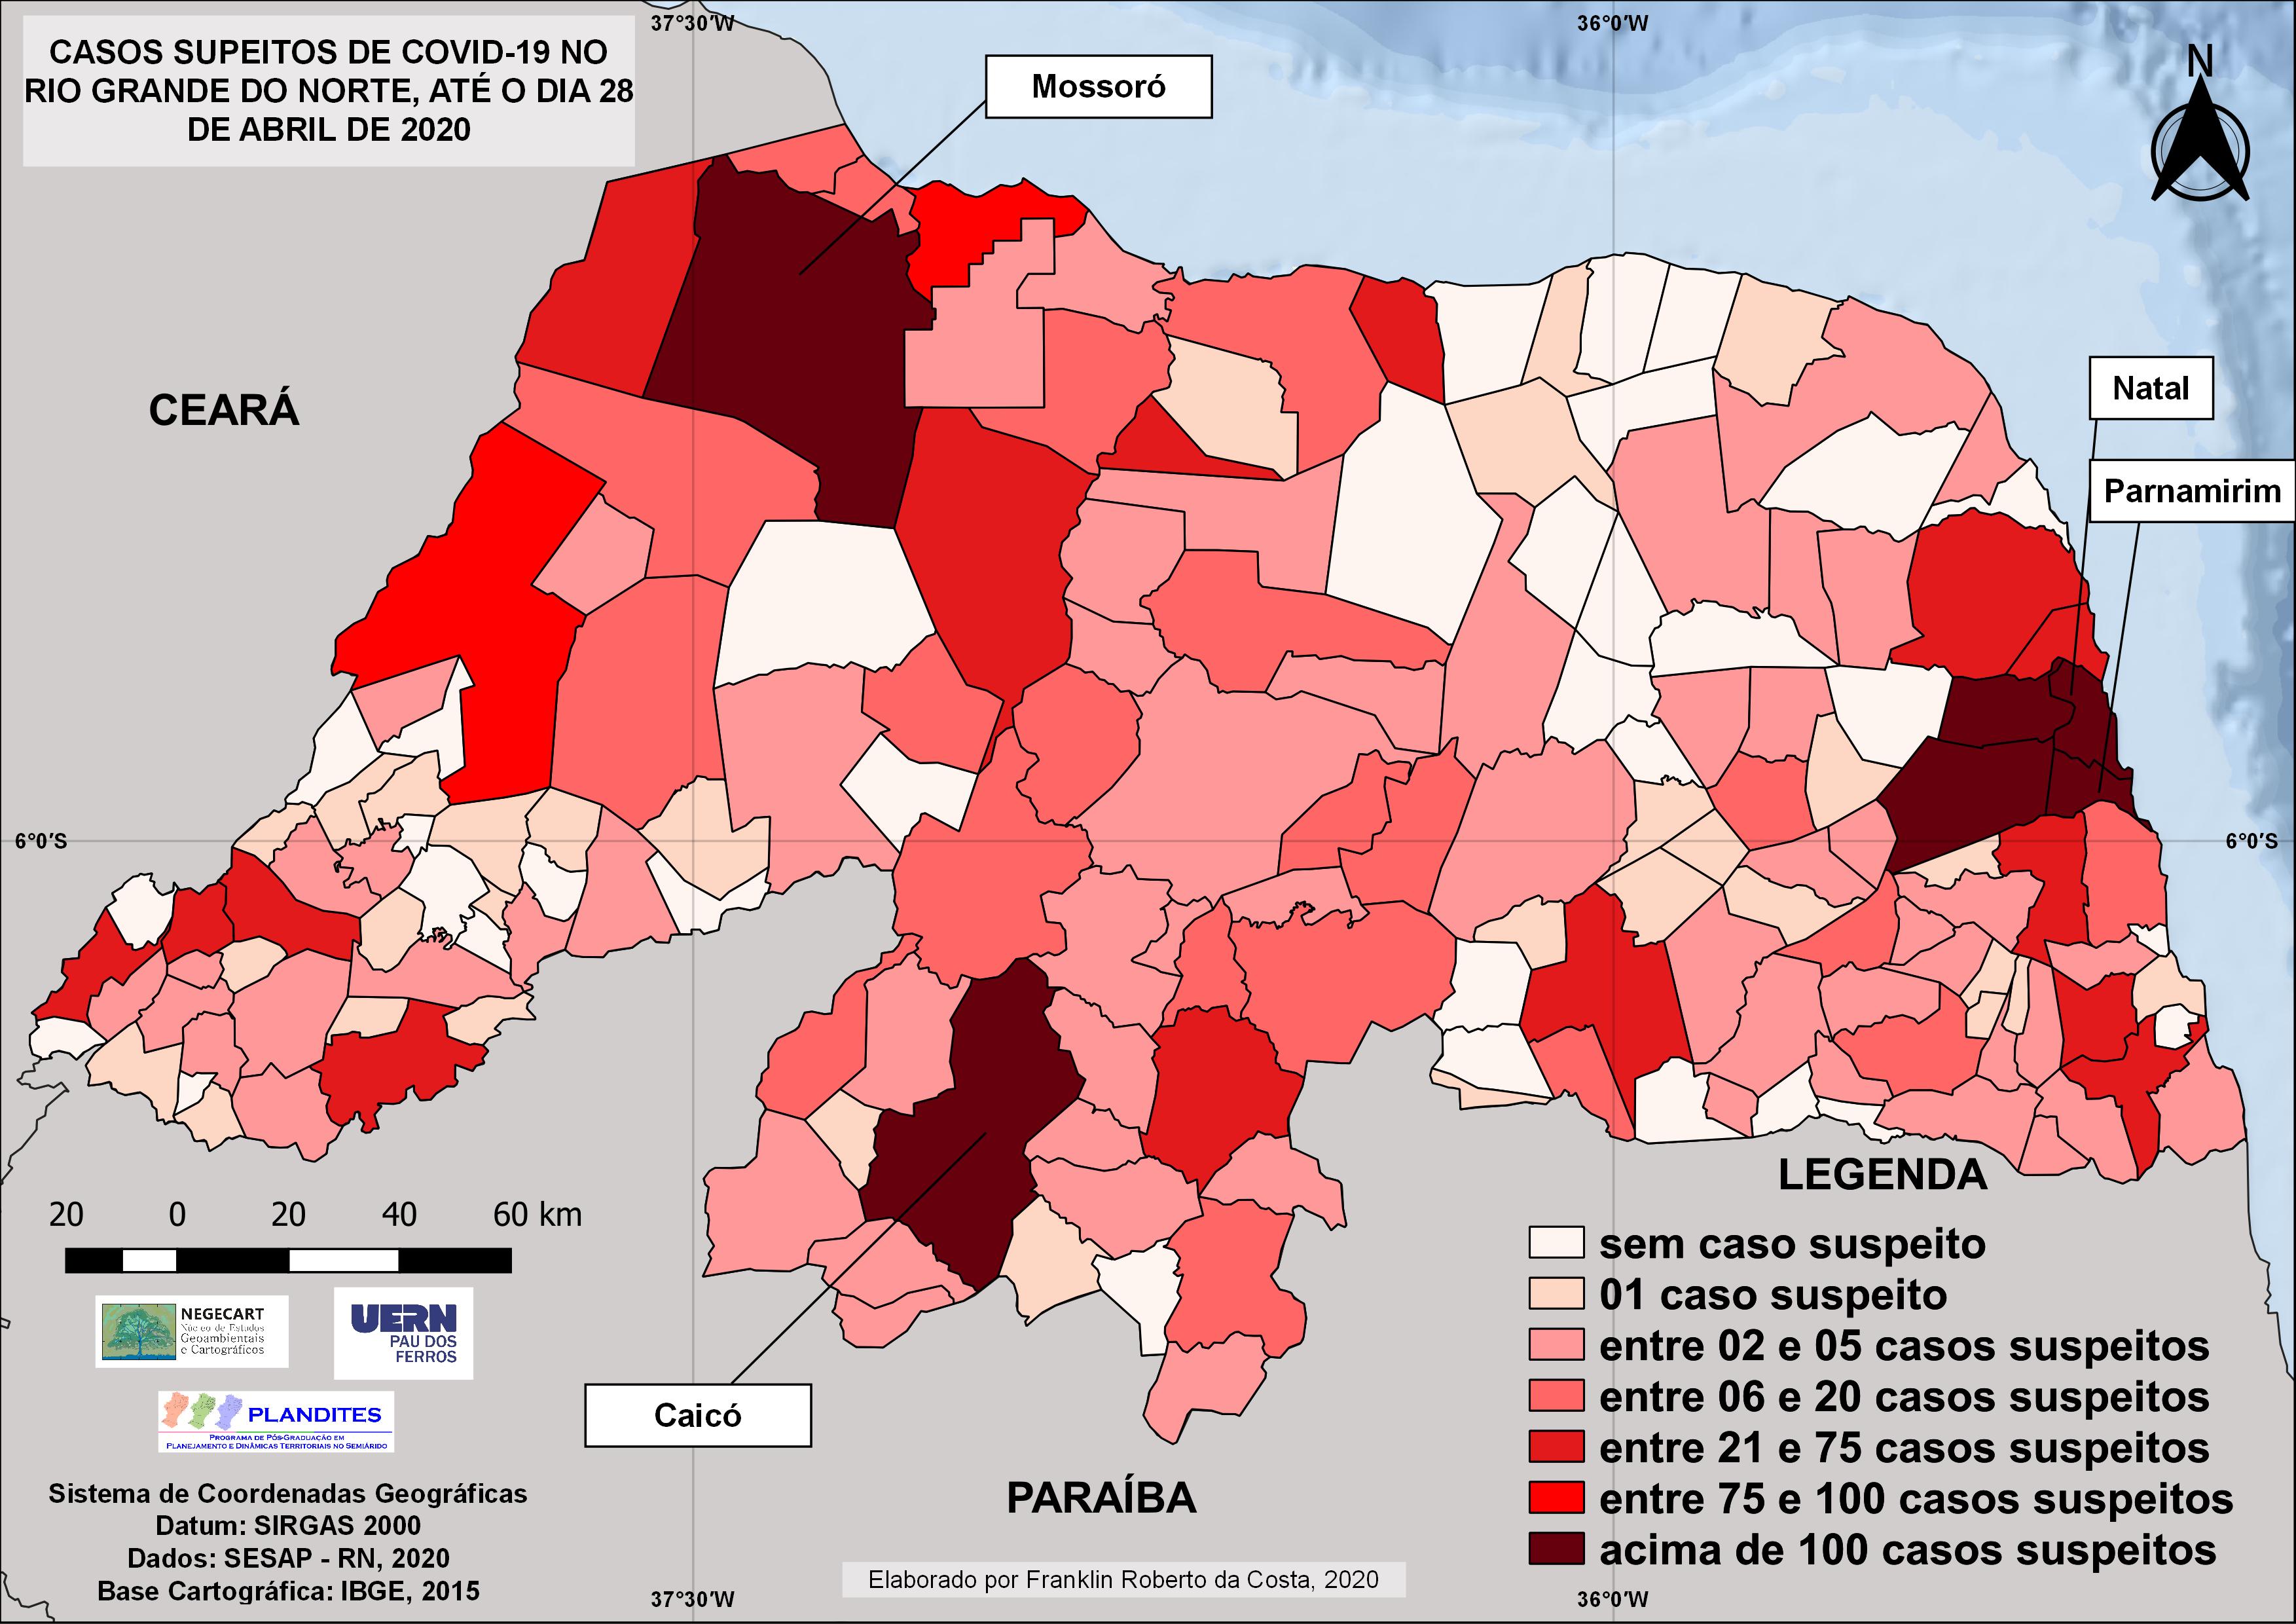 CASOS SUPEITOS DE COVID-19 NO
RIO GRANDE DO NORTE, ATÉ O DIA 28
DE ABRIL DE 2020
37°30′W
36°0′W
N
Mossoró
CEARÁ
Natal
Parnamirim
6°0′S
6°0′S
20 0 20 40 60 km
NEGECART
Núcleo de Estudos
Geoambientais
e Cartográficos
UERN
PAU DOS
FERROS
PLANDITES
PROGRAMA DE PÓS-GRADUAÇÃO EM
PLANEJAMENTO E DINÂMICAS TERRITORIAIS NO SEMIÁRIDO
Caicó
PARAÍBA
Sistema de Coordenadas Geográficas
Datum: SIRGAS 2000
Dados: SESAP - RN, 2020
Base Cartográfica: IBGE, 2015
Elaborado por Franklin Roberto da Costa, 2020
LEGENDA
sem caso suspeito
01 caso suspeito
entre 02 e 05 casos suspeitos
entre 06 e 20 casos suspeitos
entre 21 e 75 casos suspeitos
entre 75 e 100 casos suspeitos
acima de 100 casos suspeitos
37°30′W
36°0′W